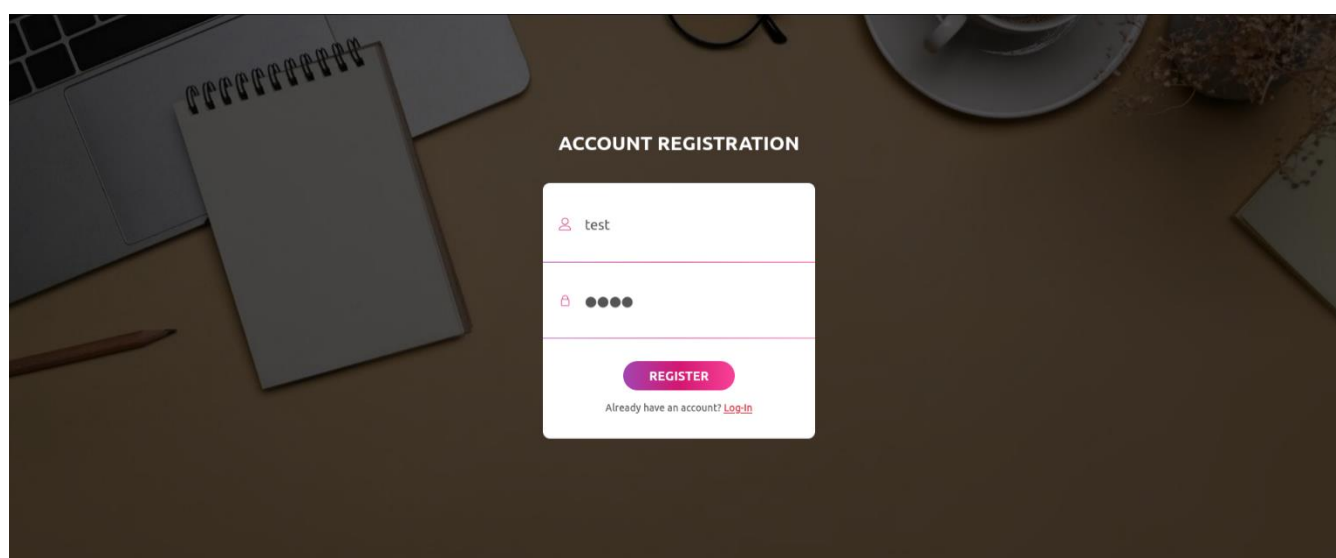 ACCOUNT REGISTRATION
test
REGISTER
Already have an account? Log-In